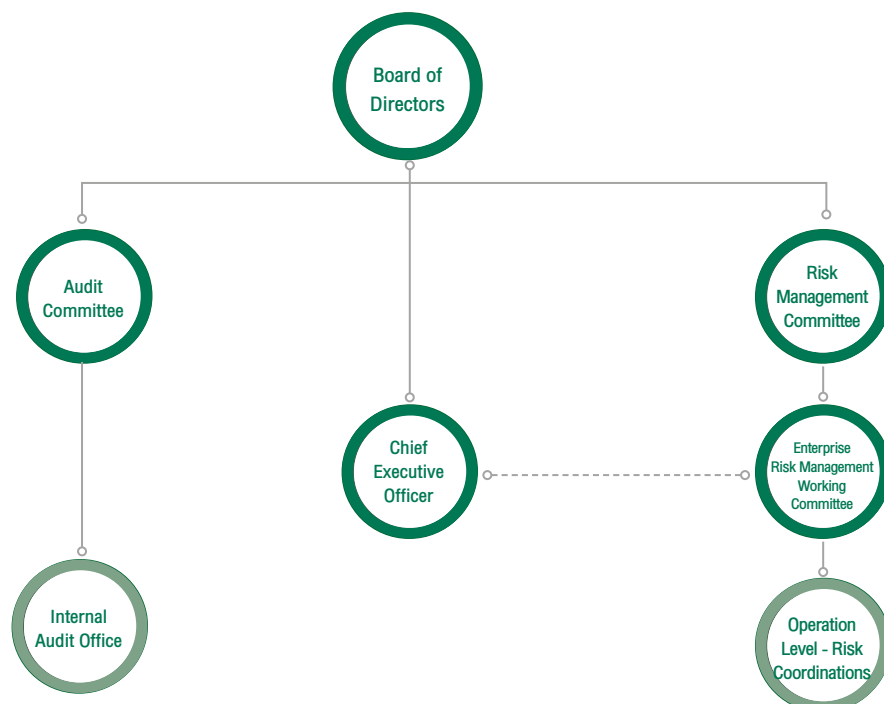 Board of
Directors
Audit
Committee
Risk
Management
Committee
Chief
Executive
Officer
Enterprise
Risk Management
Working
Committee
Internal
Audit Office
Operation
Level - Risk
Coordinations